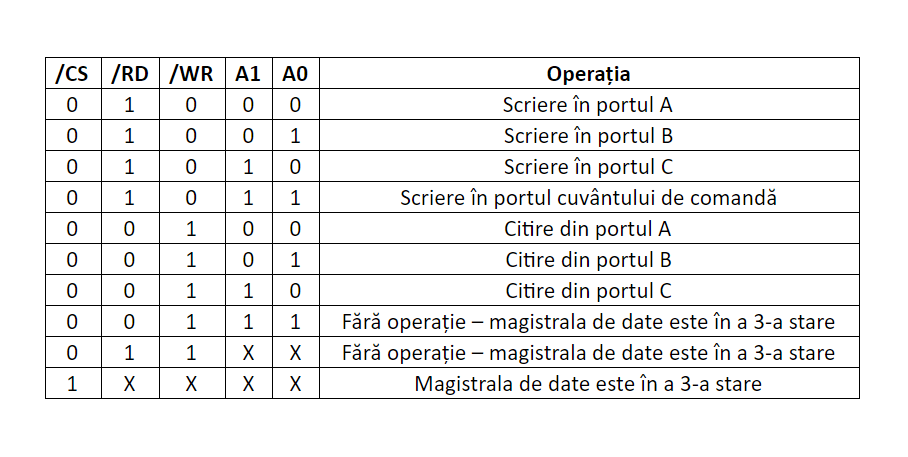 /CS /RD /WR A1 A0 Operația
0 1 0 0 0 Scriere în portul A
0 1 0 0 1 Scriere în portul B
0 1 0 1 0 Scriere în portul C
0 1 0 1 1 Scriere în portul cuvântului de comandă
0 0 1 0 0 Citire din portul A
0 0 1 0 1 Citire din portul B
0 0 1 1 0 Citire din portul C
0 0 1 1 1 Fără operație – magistrala de date este în a 3-a stare
0 1 1 X X Fără operație – magistrala de date este în a 3-a stare
1 X X X X Magistrala de date este în a 3-a stare